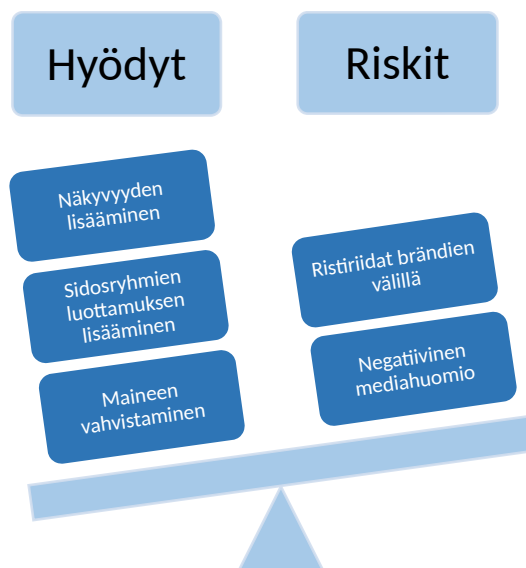 Hyödyt
Riskit
Näkyvyyden
lisääminen
Sidosryhmien
luottamuksen
lisääminen
Maineen
vahvistaminen
Ristiriidat brändien
välillä
Negatiivinen
mediahuomio